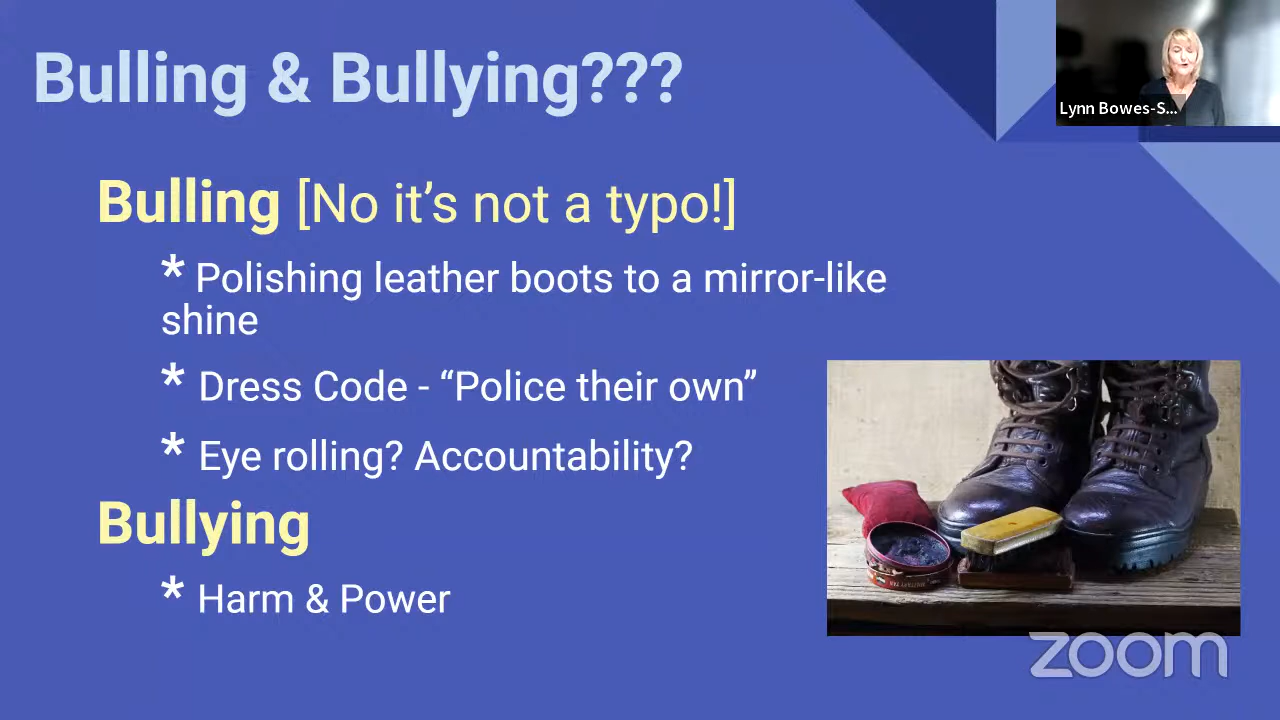 Bulling & Bullying???
Lynn Bowes-S...
Bulling [No it's not a typo!]
* Polishing leather boots to a mirror-like
shine
* Dress Code - “Police their own”
* Eye rolling? Accountability?
Bullying
* Harm & Power
zoom